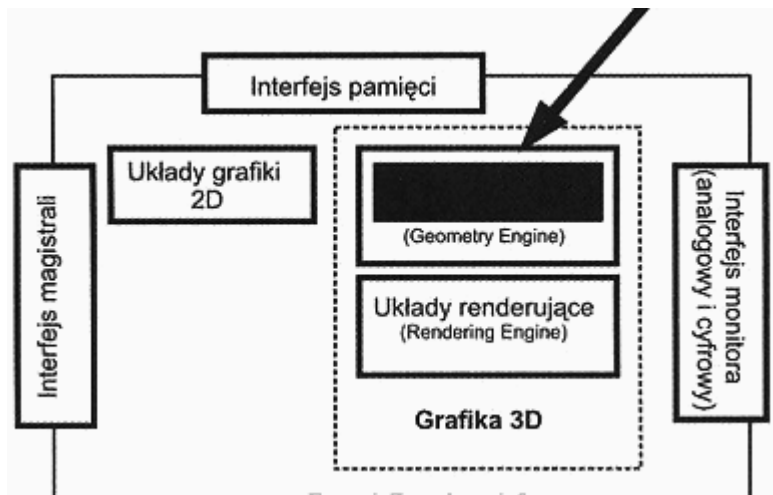 Interfejs pamięci
Układy grafiki
2D
(Geometry Engine)
Układy renderujące
(Rendering Engine)
Grafika 3D
Interfejs magistrali
Interfejs monitora
(analogowy i cyfrowy)